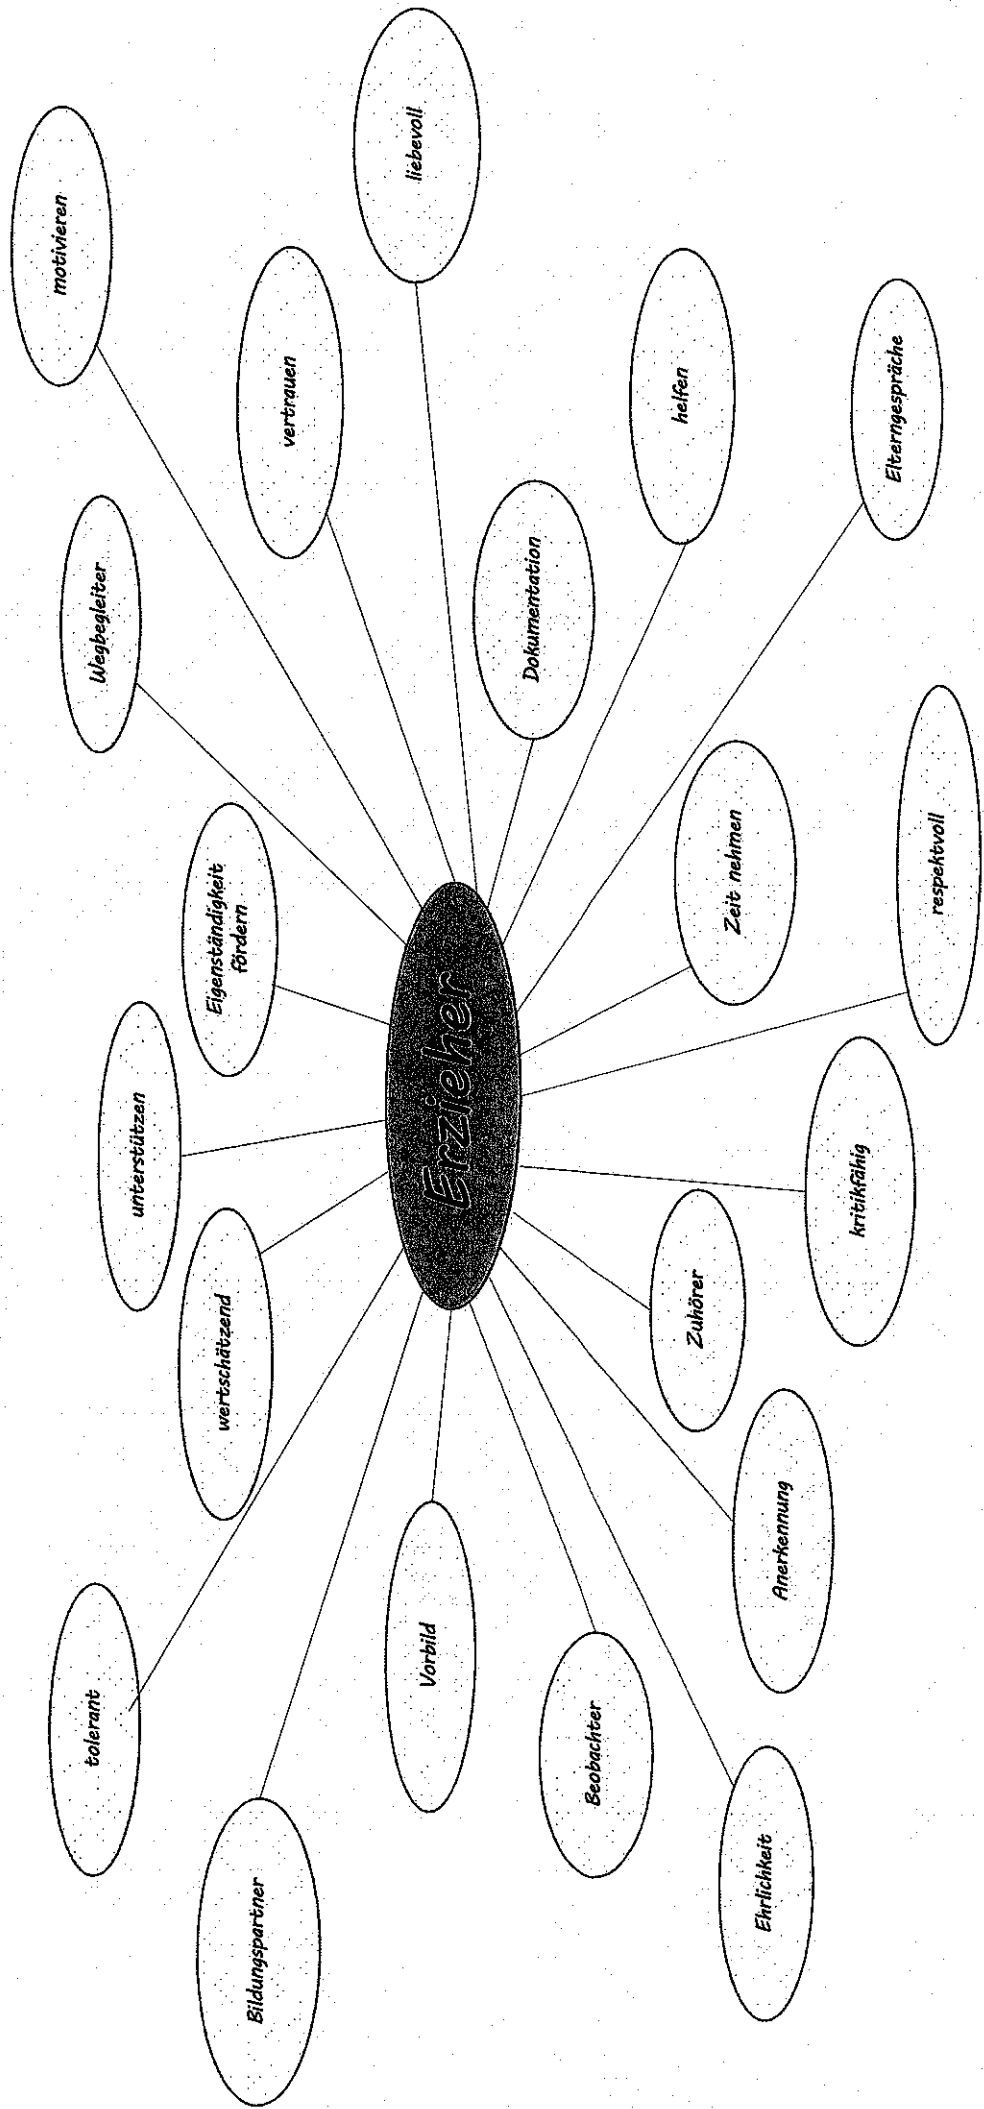 tolerant
unterstützen
Wegbegleiter
motivieren
wertschätzend
Eigenständigkeit
fördern
Bildungspartner
vertrauen
Vorbild
Erzieher
liebevoll
Beobachter
Dokumentation
Zuhörer
Zeit nehmen
helfen
Ehrlichkeit
Anerkennung
kritikfähig
respektvoll
Elterngespräche